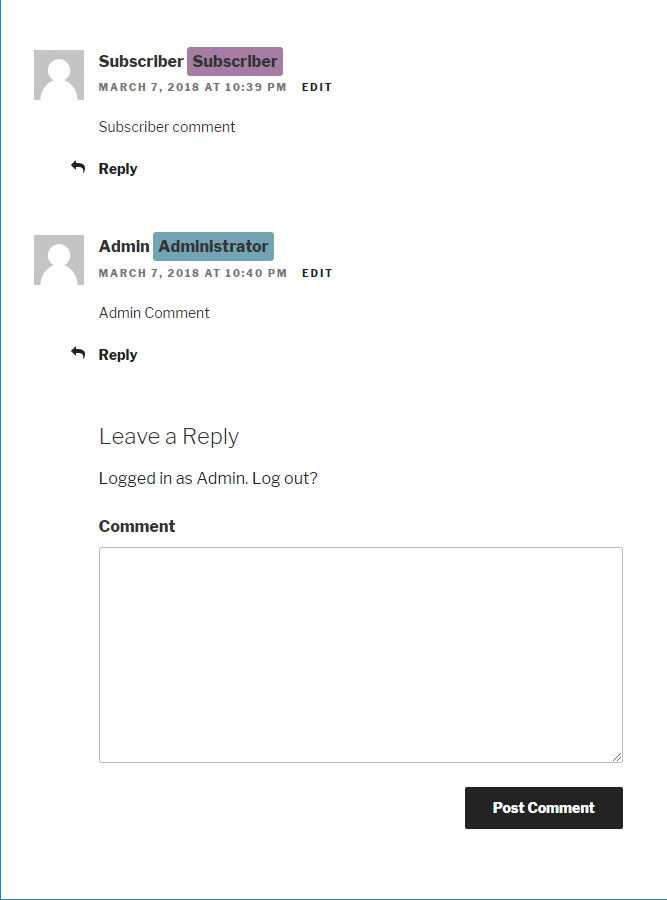 Subscriber Subscriber
MARCH 7, 2018 AT 10:39 PM EDIT
Subscriber comment
Reply
Admin Administrator
MARCH 7, 2018 AT 10:40 PM EDIT
Admin Comment
Reply
Leave a Reply
Logged in as Admin. Log out?
Comment
Post Comment